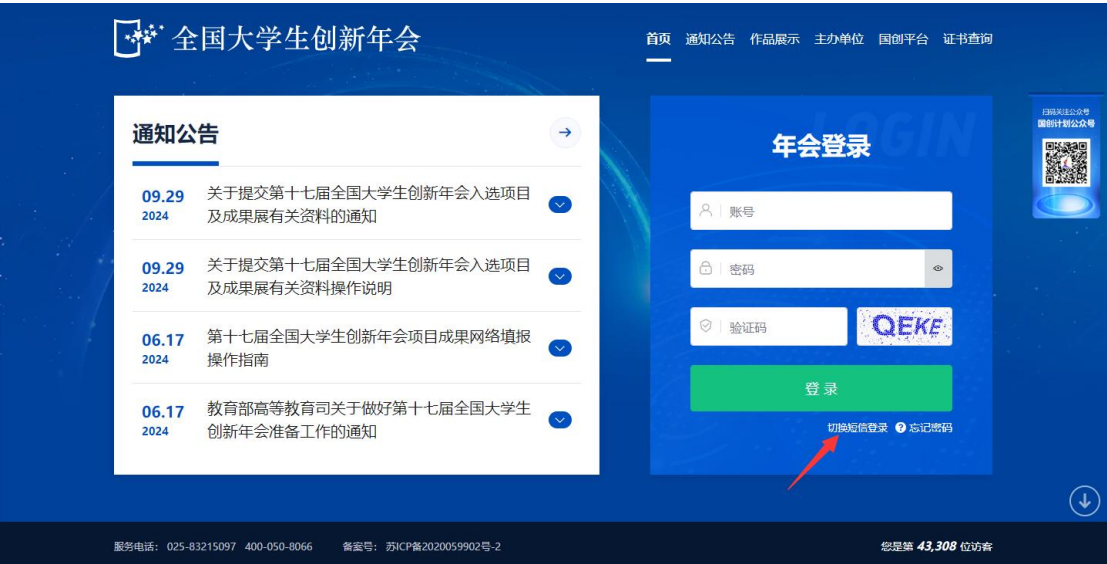 全国大学生创新年会
首页 通知公告 作品展示 主办单位 国创平台 证书查询
通知公告
09.29
2024
关于提交第十七届全国大学生创新年会入选项目
及成果展有关资料的通知
09.29
2024
关于提交第十七届全国大学生创新年会入选项目
及成果展有关资料操作说明
06.17
2024
第十七届全国大学生创新年会项目成果网络填报
操作指南
06.17
2024
教育部高等教育司关于做好第十七届全国大学生
创新年会准备工作的通知
LOGIN
年会登录
账号
密码
验证码
QEKE
登 录
切换短信登录 ? 忘记密码
扫码关注公众号
国创计划公众号
服务电话: 025-83215097 400-050-8066 备案号: 苏ICP备2020059902号-2
您是第 43,308 位访客